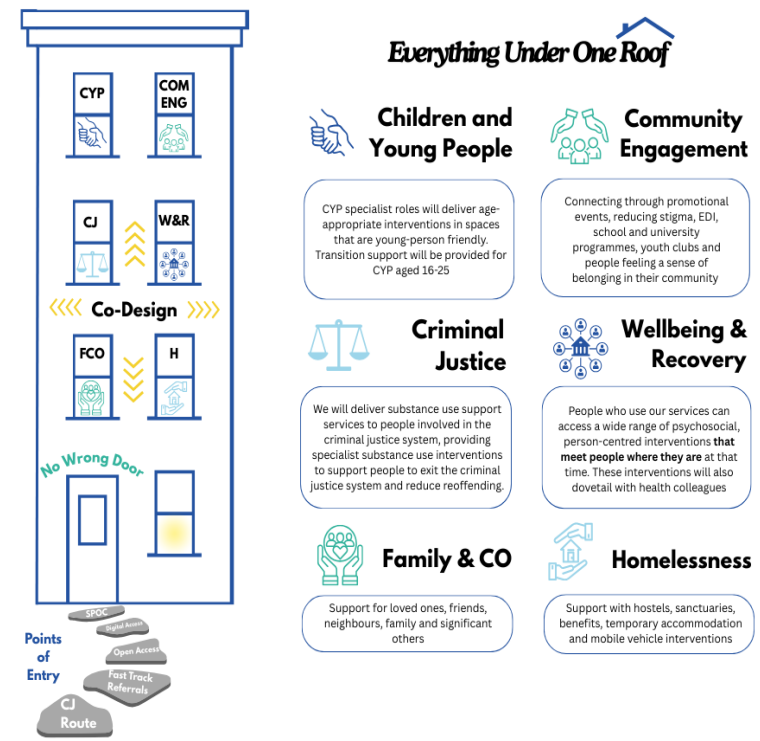 Everything Under One Roof
CYP
COM
ENG
CJ
W&R
Co-Design
FCO
H
No Wrong Door
Points
of
Entry
SPOC
Digital Access
Open Access
Fast Track
Referrals
CJ
Route
Children and
Young People
CYP specialist roles will deliver age-
appropriate interventions in spaces
that are young-person friendly.
Transition support will be provided for
CYP aged 16-25
Community
Engagement
Connecting through promotional
events, reducing stigma, EDI,
school and university
programmes, youth clubs and
people feeling a sense of
belonging in their community
Criminal
Justice
We will deliver substance use support
services to people involved in the
criminal justice system, providing
specialist substance use interventions
to support people to exit the criminal
justice system and reduce reoffending.
Wellbeing &
Recovery
People who use our services can
access a wide range of psychosocial,
person-centred interventions that
meet people where they are at that
time. These interventions will also
dovetail with health colleagues
Family & CO
Support for loved ones, friends,
neighbours, family and significant
others
Homelessness
Support with hostels, sanctuaries,
benefits, temporary accommodation
and mobile vehicle interventions